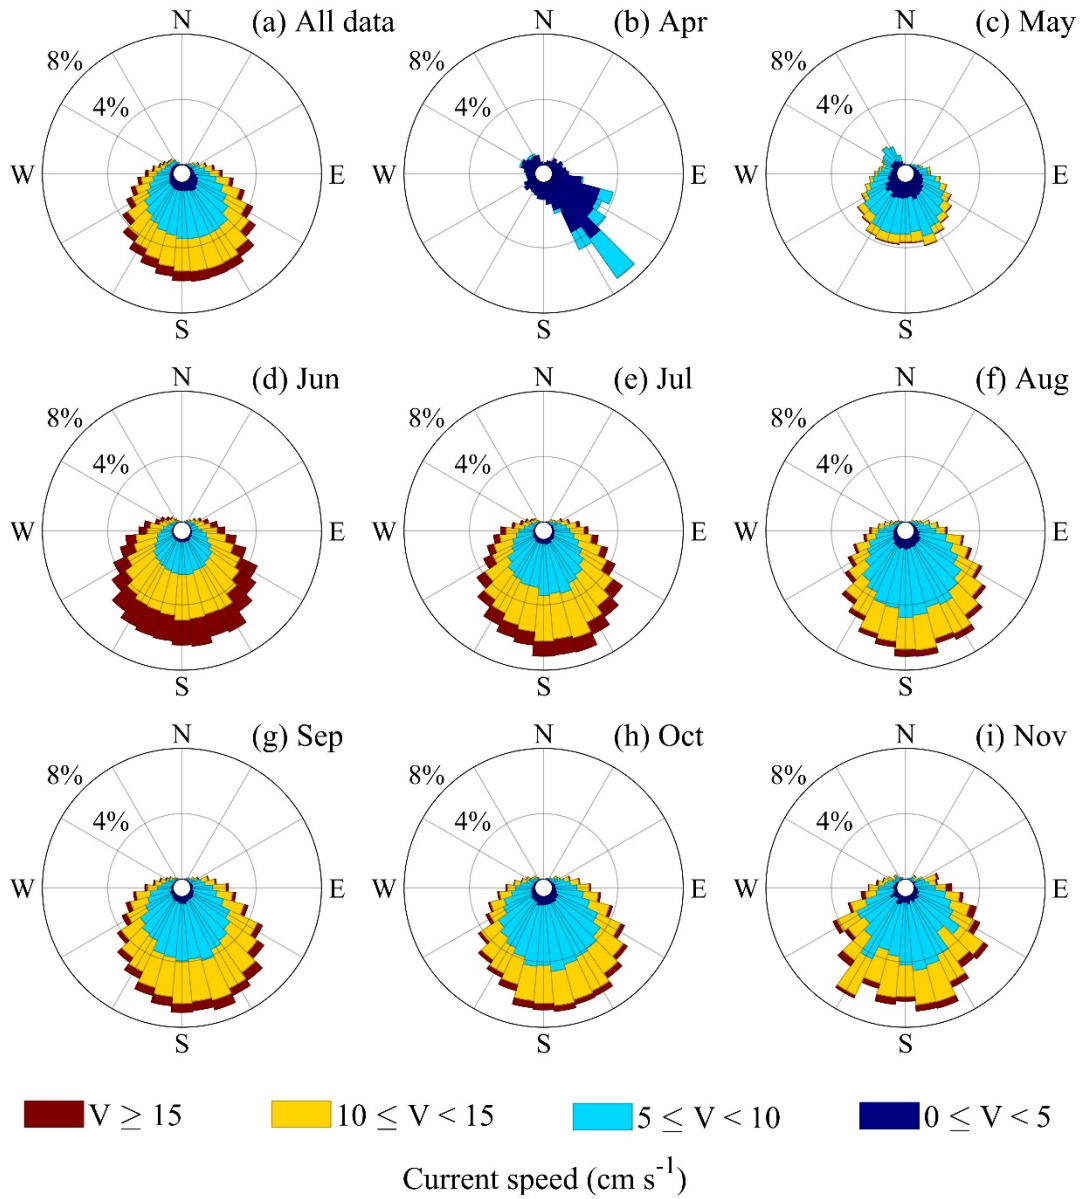 N (a) All data
8%
4%
W E
S
N (b) Apr
8%
4%
W E
S
N (c) May
8%
4%
W E
S
N (d) Jun
8%
4%
W E
S
N (e) Jul
8%
4%
W E
S
N (f) Aug
8%
4%
W E
S
N (g) Sep
8%
4%
W E
S
N (h) Oct
8%
4%
W E
S
N (i) Nov
8%
4%
W E
S
V ≥ 15 10 ≤ V < 15 5 ≤ V < 10 0 ≤ V < 5
Current speed (cm s⁻¹)